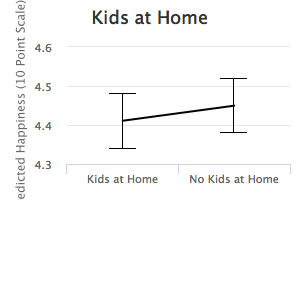 Kids at Home
edicted Happiness (10 Point Scale)
4.6
4.5
4.4
4.3
Kids at Home
No Kids at Home